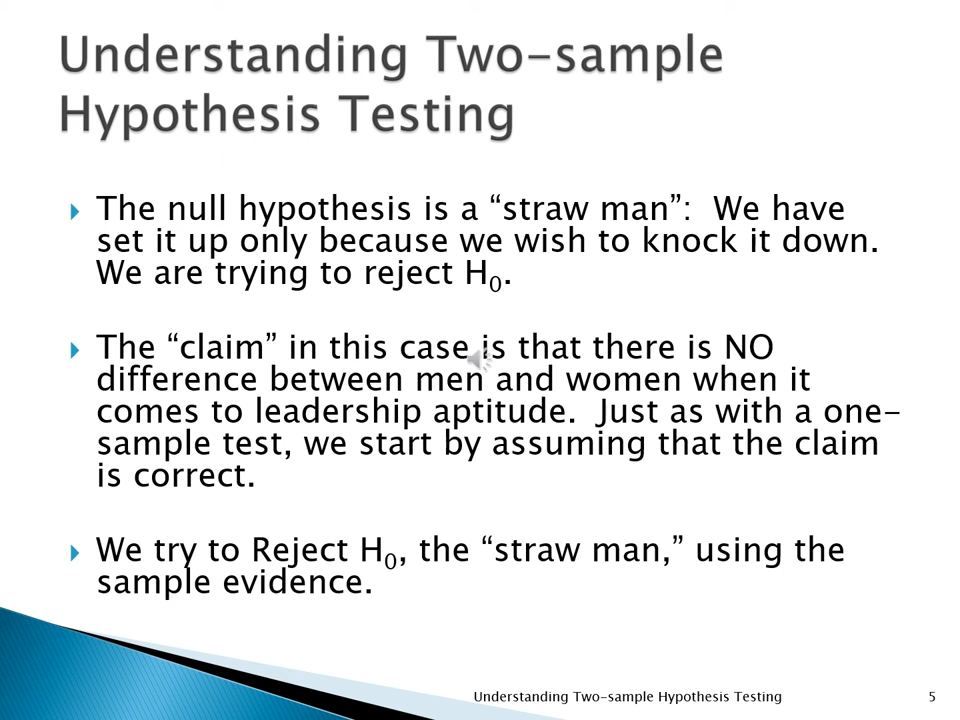 Understanding Two-sample
Hypothesis Testing
The null hypothesis is a “straw man”:  We have
set it up only because we wish to knock it down.
We are trying to reject H₀.
The “claim” in this case is that there is NO
difference between men and women when it
comes to leadership aptitude.  Just as with a one-
sample test, we start by assuming that the claim
is correct.
We try to Reject H₀, the “straw man,” using the
sample evidence.
Understanding Two-sample Hypothesis Testing
5